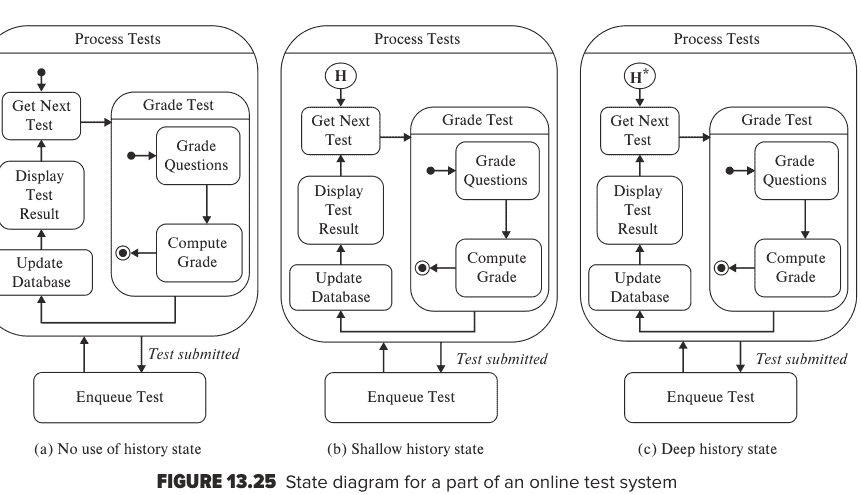 Process Tests
Get Next
Test
Grade Test
Grade
Questions
Display
Test
Result
Compute
Grade
Update
Database
Test submitted
Enqueue Test
(a) No use of history state
Process Tests
H
Get Next
Test
Grade Test
Grade
Questions
Display
Test
Result
Compute
Grade
Update
Database
Test submitted
Enqueue Test
(b) Shallow history state
Process Tests
H*
Get Next
Test
Grade Test
Grade
Questions
Display
Test
Result
Compute
Grade
Update
Database
Test submitted
Enqueue Test
(c) Deep history state
FIGURE 13.25 State diagram for a part of an online test system